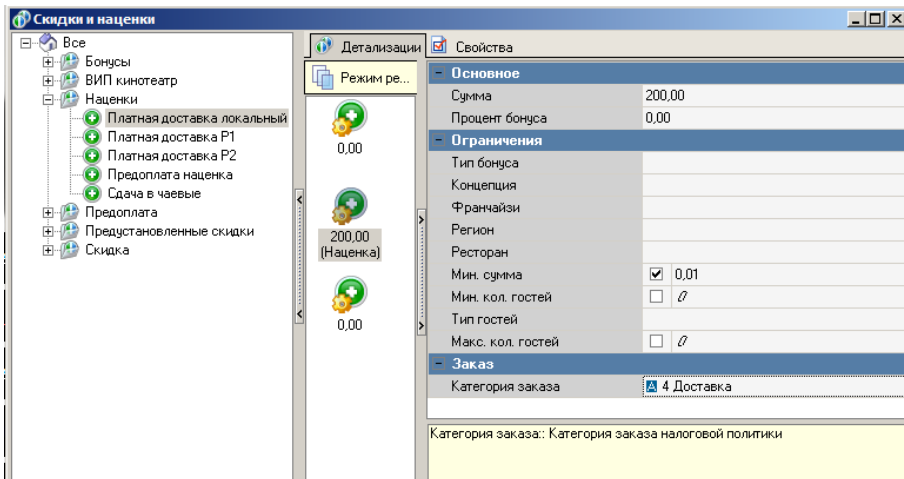 Скидки и наценки
Все
Бонусы
ВИП кинотеатр
Наценки
Платная доставка локальный
Платная доставка P1
Платная доставка P2
Предоплата наценка
Сдача в чаевые
Предоплата
Предустановленные скидки
Скидка
Детализации
Режим ре...
0,00
200,00
(Наценка)
0,00
Свойства
Основное
Сумма 200,00
Процент бонуса 0,00
Ограничения
Тип бонуса
Концепция
Франчайзи
Регион
Ресторан
Мин. сумма 0,01
Мин. кол. гостей 0
Тип гостей
Макс. кол. гостей 0
Заказ
Категория заказа A 4 Доставка
Категория заказа:: Категория заказа налоговой политики